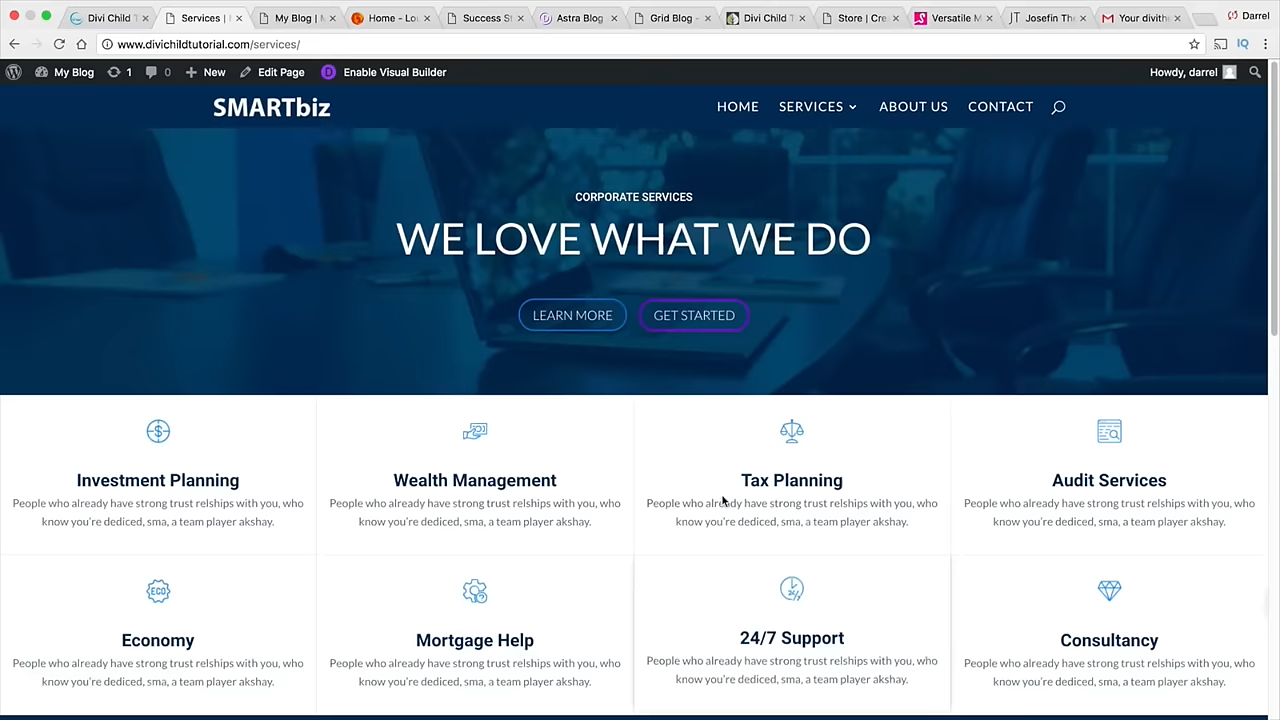 Divi Child T
Services |
My Blog |
Home - Lo
Success S
Astra Blog
Grid Blog -
Divi Child T
Store | Cre
Versatile M
Josefin The
Your divith
Darrel
www.divichildtutorial.com/services/
IQ
My Blog 1 0 New Edit Page D Enable Visual Builder Howdy, darrel
SMARTbiz HOME SERVICES ABOUT US CONTACT
CORPORATE SERVICES
WE LOVE WHAT WE DO
LEARN MORE GET STARTED
Investment Planning
People who already have strong trust relships with you, who
know you're dediced, sma, a team player akshay.
Wealth Management
People who already have strong trust relships with you, who
know you're dediced, sma, a team player akshay.
Tax Planning
People who already have strong trust relships with you, who
know you're dediced, sma, a team player akshay.
Audit Services
People who already have strong trust relships with you, who
know you're dediced, sma, a team player akshay.
ECO
Economy
People who already have strong trust relships with you, who
know you're dediced, sma, a team player akshay.
Mortgage Help
People who already have strong trust relships with you, who
know you're dediced, sma, a team player akshay.
24/7
24/7 Support
People who already have strong trust relships with you, who
know you're dediced, sma, a team player akshay.
Consultancy
People who already have strong trust relships with you, who
know you're dediced, sma, a team player akshay.